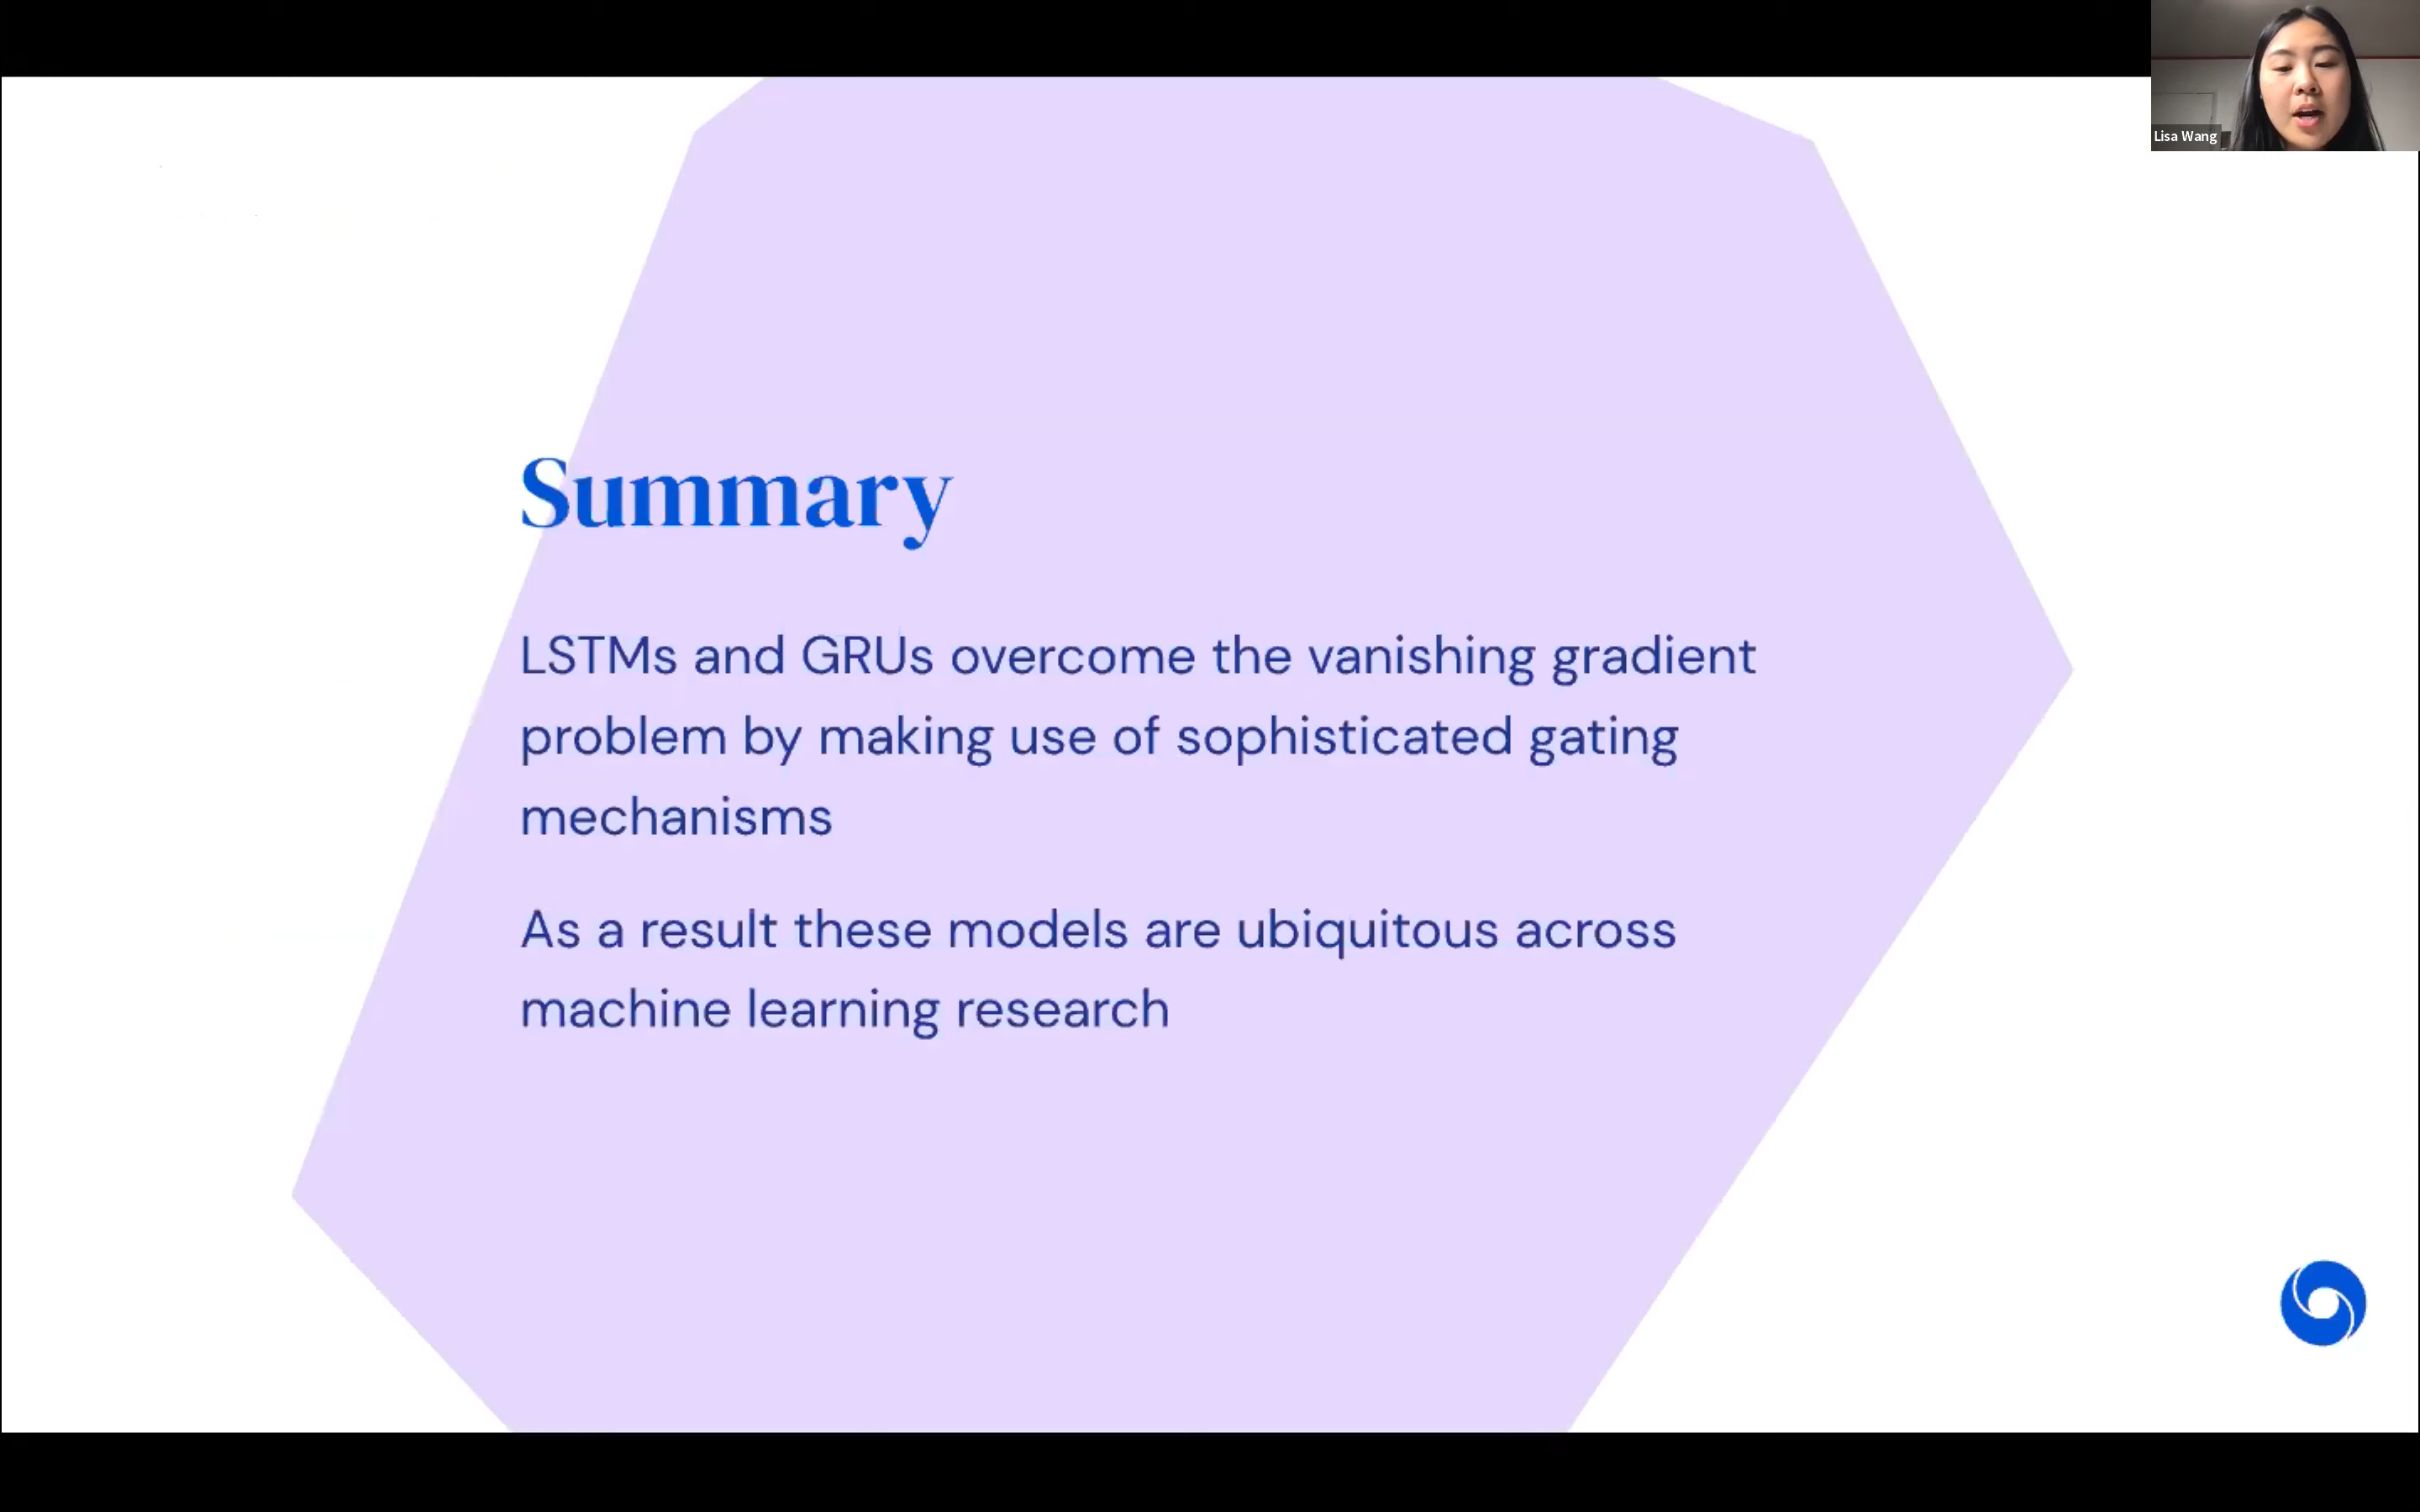 Lisa Wang
Summary
LSTMs and GRUs overcome the vanishing gradient
problem by making use of sophisticated gating
mechanisms
As a result these models are ubiquitous across
machine learning research